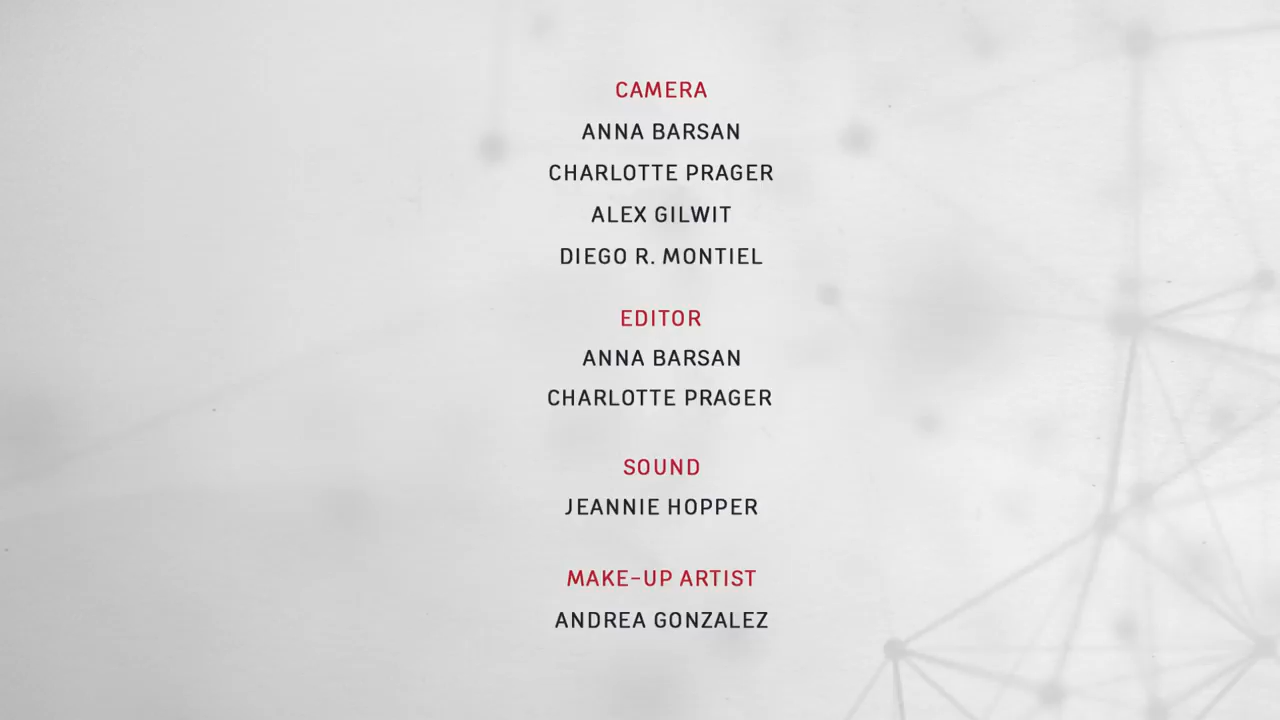 CAMERA
ANNA BARSAN
CHARLOTTE PRAGER
ALEX GILWIT
DIEGO R. MONTIEL
EDITOR
ANNA BARSAN
CHARLOTTE PRAGER
SOUND
JEANNIE HOPPER
MAKE-UP ARTIST
ANDREA GONZALEZ